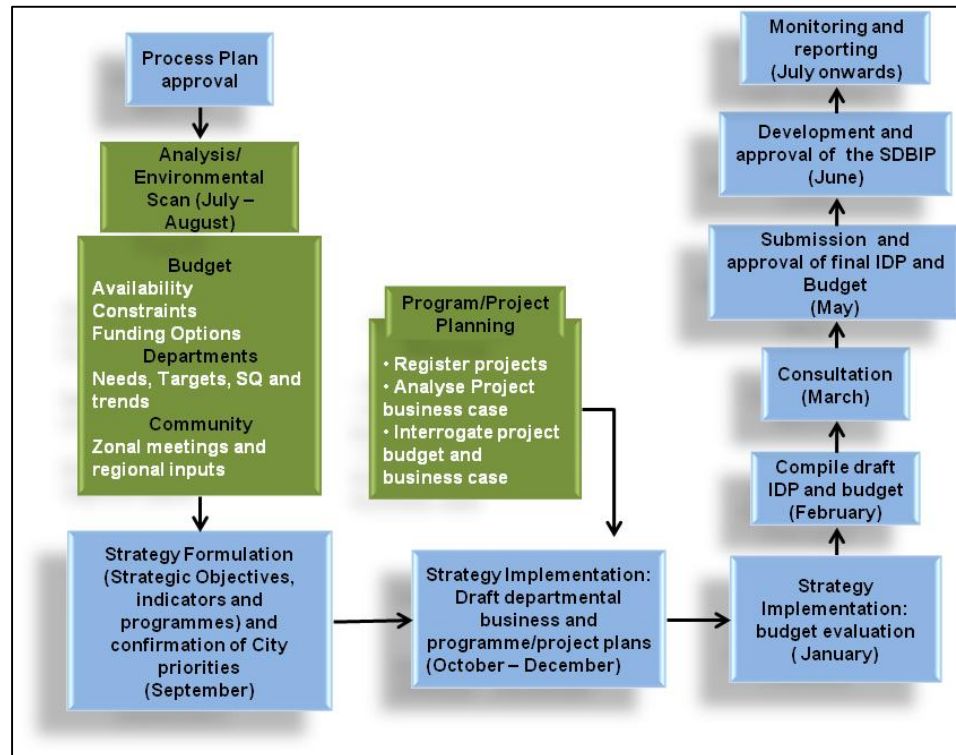 Process Plan
approval
Analysis/
Environmental
Scan (July –
August)
Budget
Availability
Constraints
Funding Options
Departments
Needs, Targets, SQ and
trends
Community
Zonal meetings and
regional inputs
Strategy Formulation
(Strategic Objectives,
indicators and
programmes) and
confirmation of City
priorities
(September)
Program/Project
Planning
• Register projects
• Analyse Project
business case
• Interrogate project
budget and
business case
Strategy Implementation:
Draft departmental
business and
programme/project plans
(October – December)
Strategy
Implementation:
budget evaluation
( January)
Compile draft
IDP and budget
(February)
Consultation
(March)
Submission and
approval of final IDP and
Budget
(May)
Development and
approval of the SDBIP
(June)
Monitoring and
reporting
(July onwards)